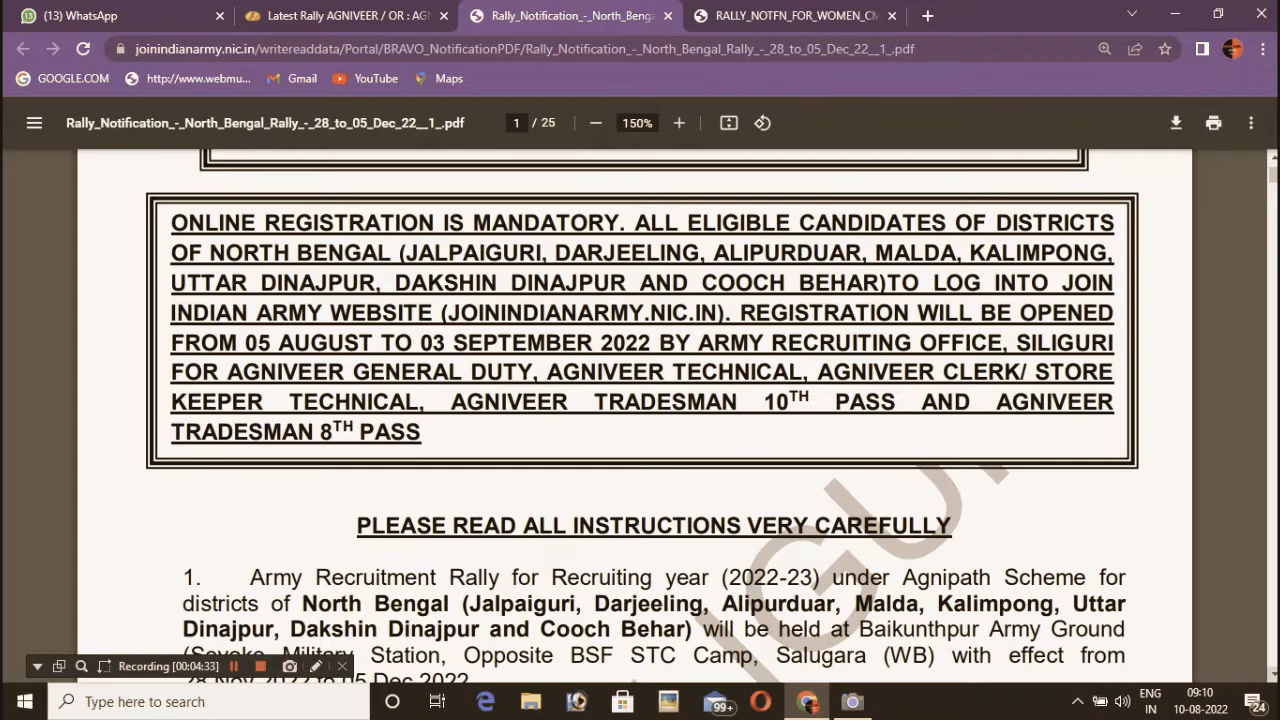 (13) WhatsApp
Latest Rally AGNIVEER / OR : AGN
Rally_Notification_-_North_Benga
RALLY_NOTFN_FOR_WOMEN_CM
joinindianarmy.nic.in/writereaddata/Portal/BRAVO_NotificationPDF/Rally_Notification_-_North_Bengal_Rally_-_28_to_05_Dec_22__1_.pdf
GOOGLE.COM
http://www.webmu...
Gmail
YouTube
Maps
Rally_Notification_-_North_Bengal_Rally_-_28_to_05_Dec_22__1_.pdf
1 / 25
150%
ONLINE REGISTRATION IS MANDATORY. ALL ELIGIBLE CANDIDATES OF DISTRICTS
OF NORTH BENGAL (JALPAIGURI, DARJEELING, ALIPURDUAR, MALDA, KALIMPONG,
UTTAR DINAJPUR, DAKSHIN DINAJPUR AND COOCH BEHAR)TO LOG INTO JOIN
INDIAN ARMY WEBSITE (JOININDIANARMY.NIC.IN). REGISTRATION WILL BE OPENED
FROM 05 AUGUST TO 03 SEPTEMBER 2022 BY ARMY RECRUITING OFFICE, SILIGURI
FOR AGNIVEER GENERAL DUTY, AGNIVEER TECHNICAL, AGNIVEER CLERK/ STORE
KEEPER TECHNICAL, AGNIVEER TRADESMAN 10TH PASS AND AGNIVEER
TRADESMAN 8TH PASS
PLEASE READ ALL INSTRUCTIONS VERY CAREFULLY
1. Army Recruitment Rally for Recruiting year (2022-23) under Agnipath Scheme for
districts of North Bengal (Jalpaiguri, Darjeeling, Alipurduar, Malda, Kalimpong, Uttar
Dinajpur, Dakshin Dinajpur and Cooch Behar) will be held at Baikunthpur Army Ground
Station, Opposite BSF STC Camp, Salugara (WB) with effect from
Recording [00:04:33]
Type here to search
99+
ENG
IN
09:10
10-08-2022
24